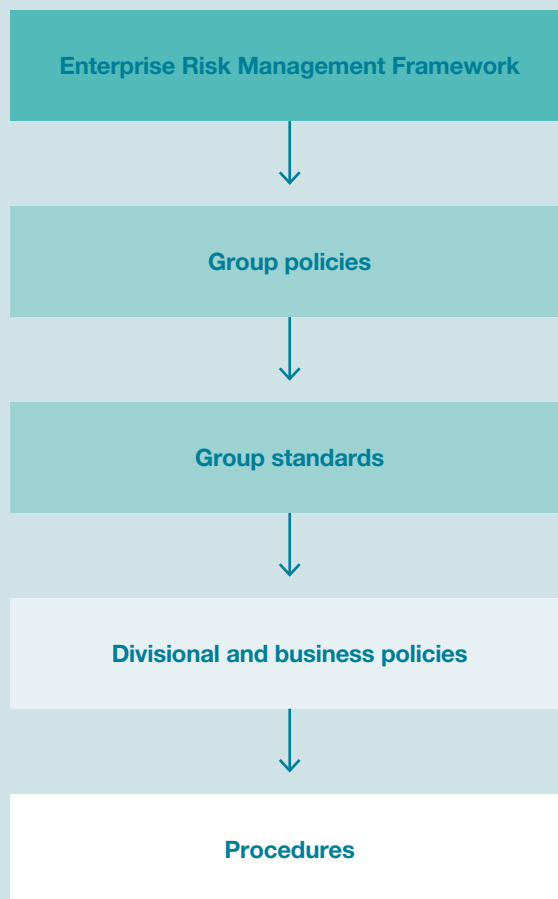 Enterprise Risk Management Framework
Group policies
Group standards
Divisional and business policies
Procedures